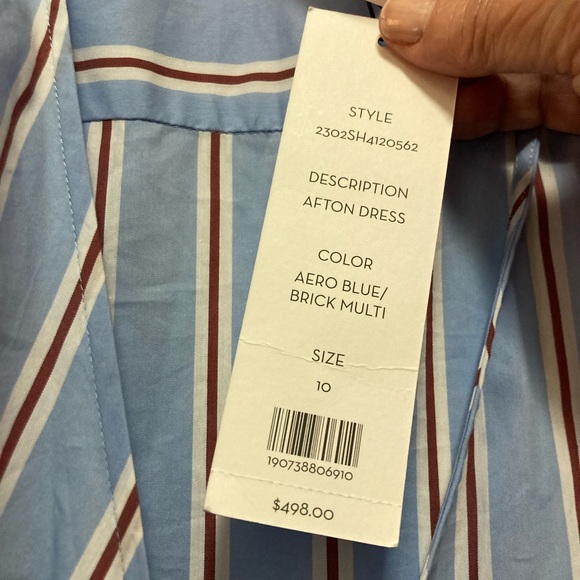 STYLE
2302SH4120562
DESCRIPTION
AFTON DRESS
COLOR
AERO BLUE/
BRICK MULTI
SIZE
10
190738806910
$498.00